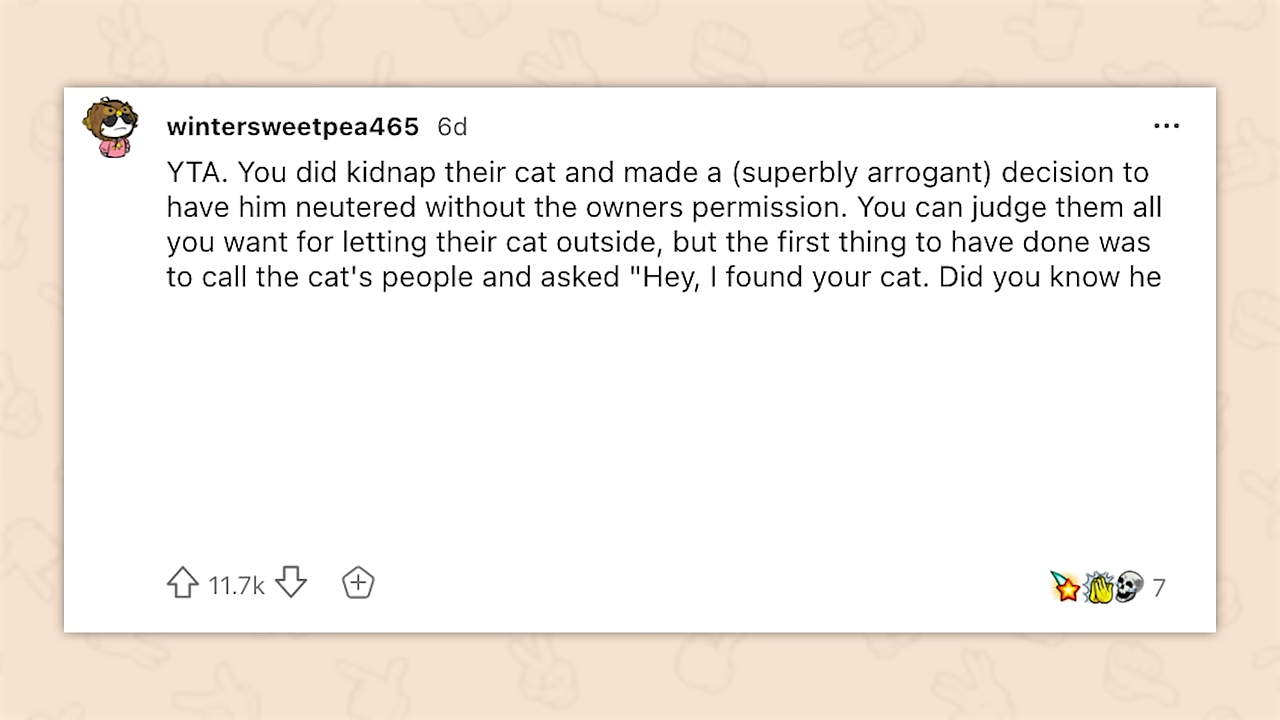 wintersweetpea465 6d
YTA. You did kidnap their cat and made a (superbly arrogant) decision to
have him neutered without the owners permission. You can judge them all
you want for letting their cat outside, but the first thing to have done was
to call the cat's people and asked "Hey, I found your cat. Did you know he
11.7k
7